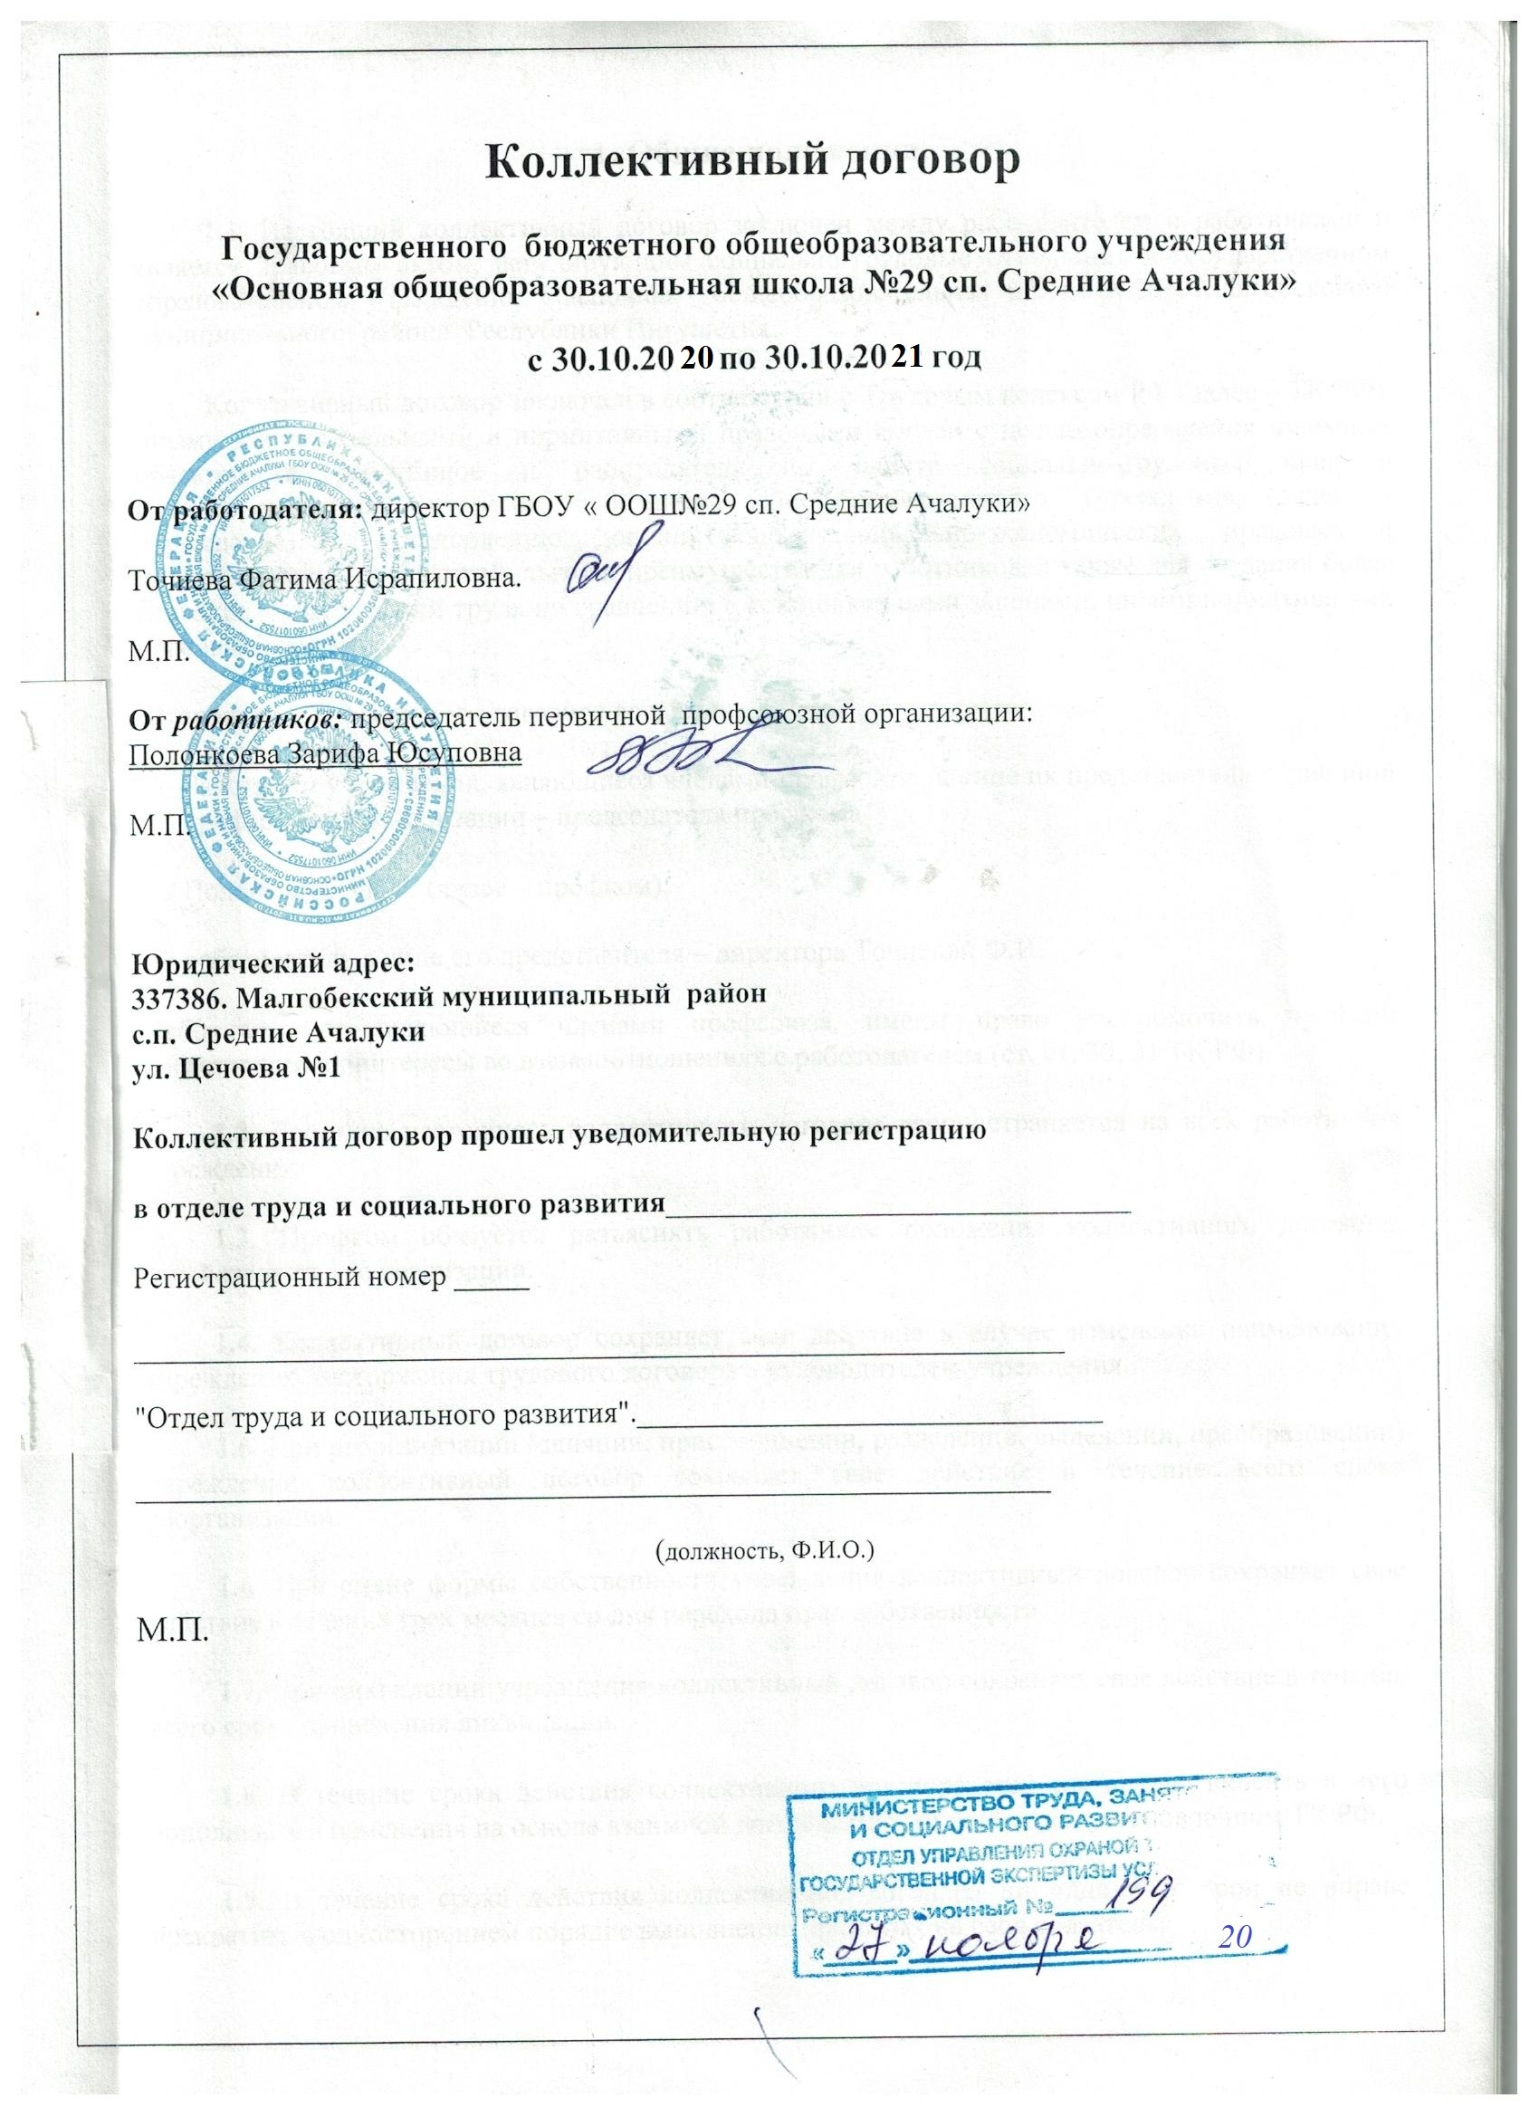 Коллективный договор
Государственного бюджетного общеобразовательного учреждения
«Основная общеобразовательная школа №29 сп. Средние Ачалуки»
с 30.10.20 20 по 30.10.20 21 год
От работодателя: директор ГБОУ « ООШ№29 сп. Средние Ачалуки»
Точиева Фатима Исрапиловна.
М.П.
От работников: председатель первичной профсоюзной организации:
Полонкоева Зарифа Юсуповна
М.П.
Юридический адрес:
337386. Малгобекский муниципальный район
с.п. Средние Ачалуки
ул. Цечоева №1
Коллективный договор прошел уведомительную регистрацию
в отделе труда и социального развития
Регистрационный номер
"Отдел труда и социального развития".
(должность, Ф.И.О.)
М.П.
МИНИСТЕРСТВО ТРУДА, ЗАНЯТ
И СОЦИАЛЬНОГО РАЗВИТ
ОТДЕЛ УПРАВЛЕНИЯ ОХРАНОЙ
ГОСУДАРСТВЕННОЙ ЭКСПЕРТИЗЫ УСЛ
Регистрационный № 199
« 27 » ноября 20